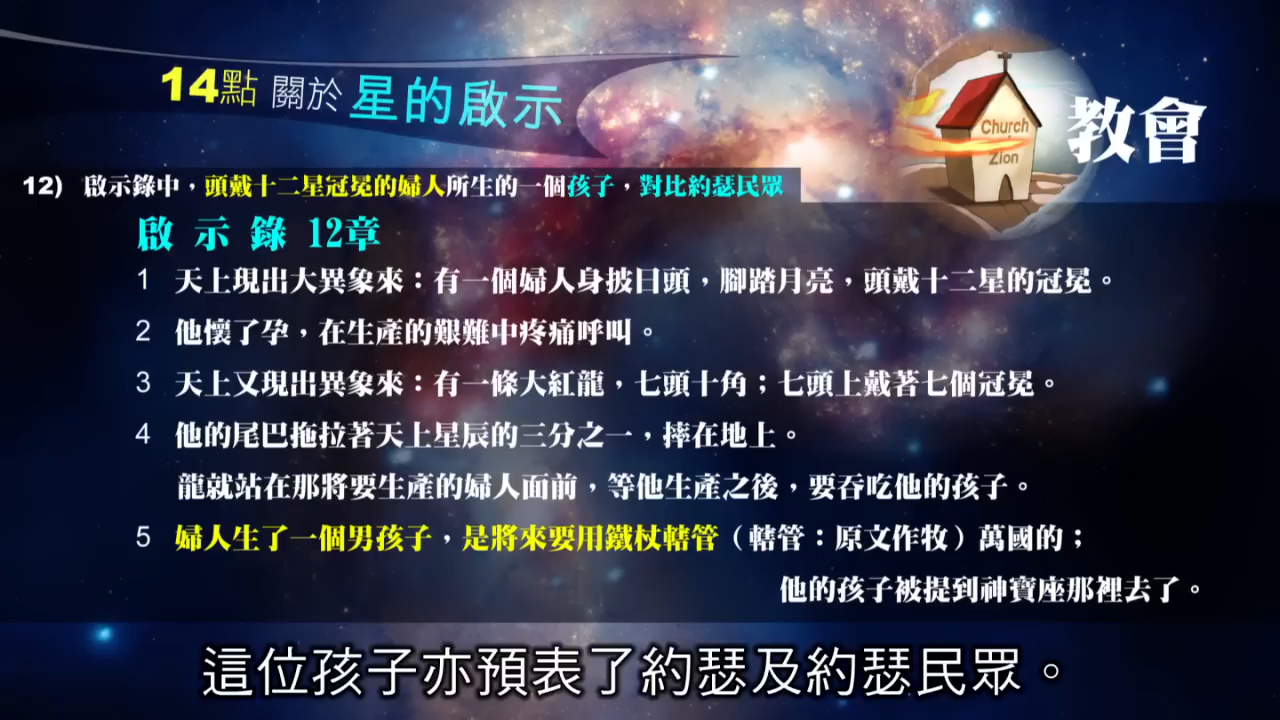 14點 關於 星的啟示
Church
Zion
教會
12) 啟示錄中，頭戴十二星冠冕的婦人所生的一個孩子，對比約瑟民眾
啟 示 錄 12章
1 天上現出大異象來：有一個婦人身披日頭，腳踏月亮，頭戴十二星的冠冕。
2 他懷了孕，在生產的艱難中疼痛呼叫。
3 天上又現出異象來：有一條大紅龍，七頭十角；七頭上戴著七個冠冕。
4 他的尾巴拖拉著天上星辰的三分之一，摔在地上。
龍就站在那將要生產的婦人面前，等他生產之後，要吞吃他的孩子。
5 婦人生了一個男孩子，是將來要用鐵杖轄管（轄管：原文作牧）萬國的；
他的孩子被提到神寶座那裡去了。
這位孩子亦預表了約瑟及約瑟民眾。